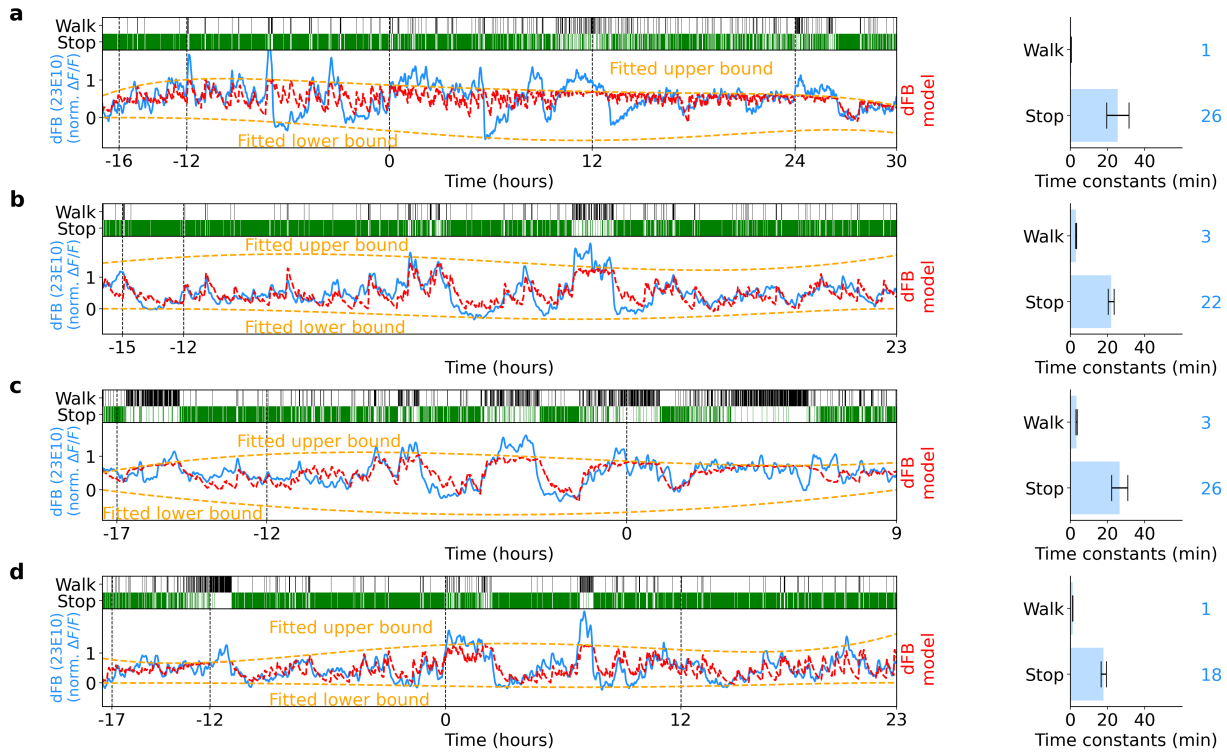 a
Walk
Stop
dFB (23E10)
(norm. ΔF/F)
1
0
Fitted upper bound
Fitted lower bound
dFB
model
-16
-12
0
12
24
30
Time (hours)
Walk
Stop
1
26
0
20
40
Time constants (min)
b
Walk
Stop
dFB (23E10)
(norm. ΔF/F)
1
0
Fitted upper bound
Fitted lower bound
dFB
model
-15
-12
23
Time (hours)
Walk
Stop
3
22
0
20
40
Time constants (min)
c
Walk
Stop
dFB (23E10)
(norm. ΔF/F)
1
0
Fitted upper bound
Fitted lower bound
dFB
model
-17
-12
0
9
Time (hours)
Walk
Stop
3
26
0
20
40
Time constants (min)
d
Walk
Stop
dFB (23E10)
(norm. ΔF/F)
1
0
Fitted upper bound
Fitted lower bound
dFB
model
-17
-12
0
12
23
Time (hours)
Walk
Stop
1
18
0
20
40
Time constants (min)